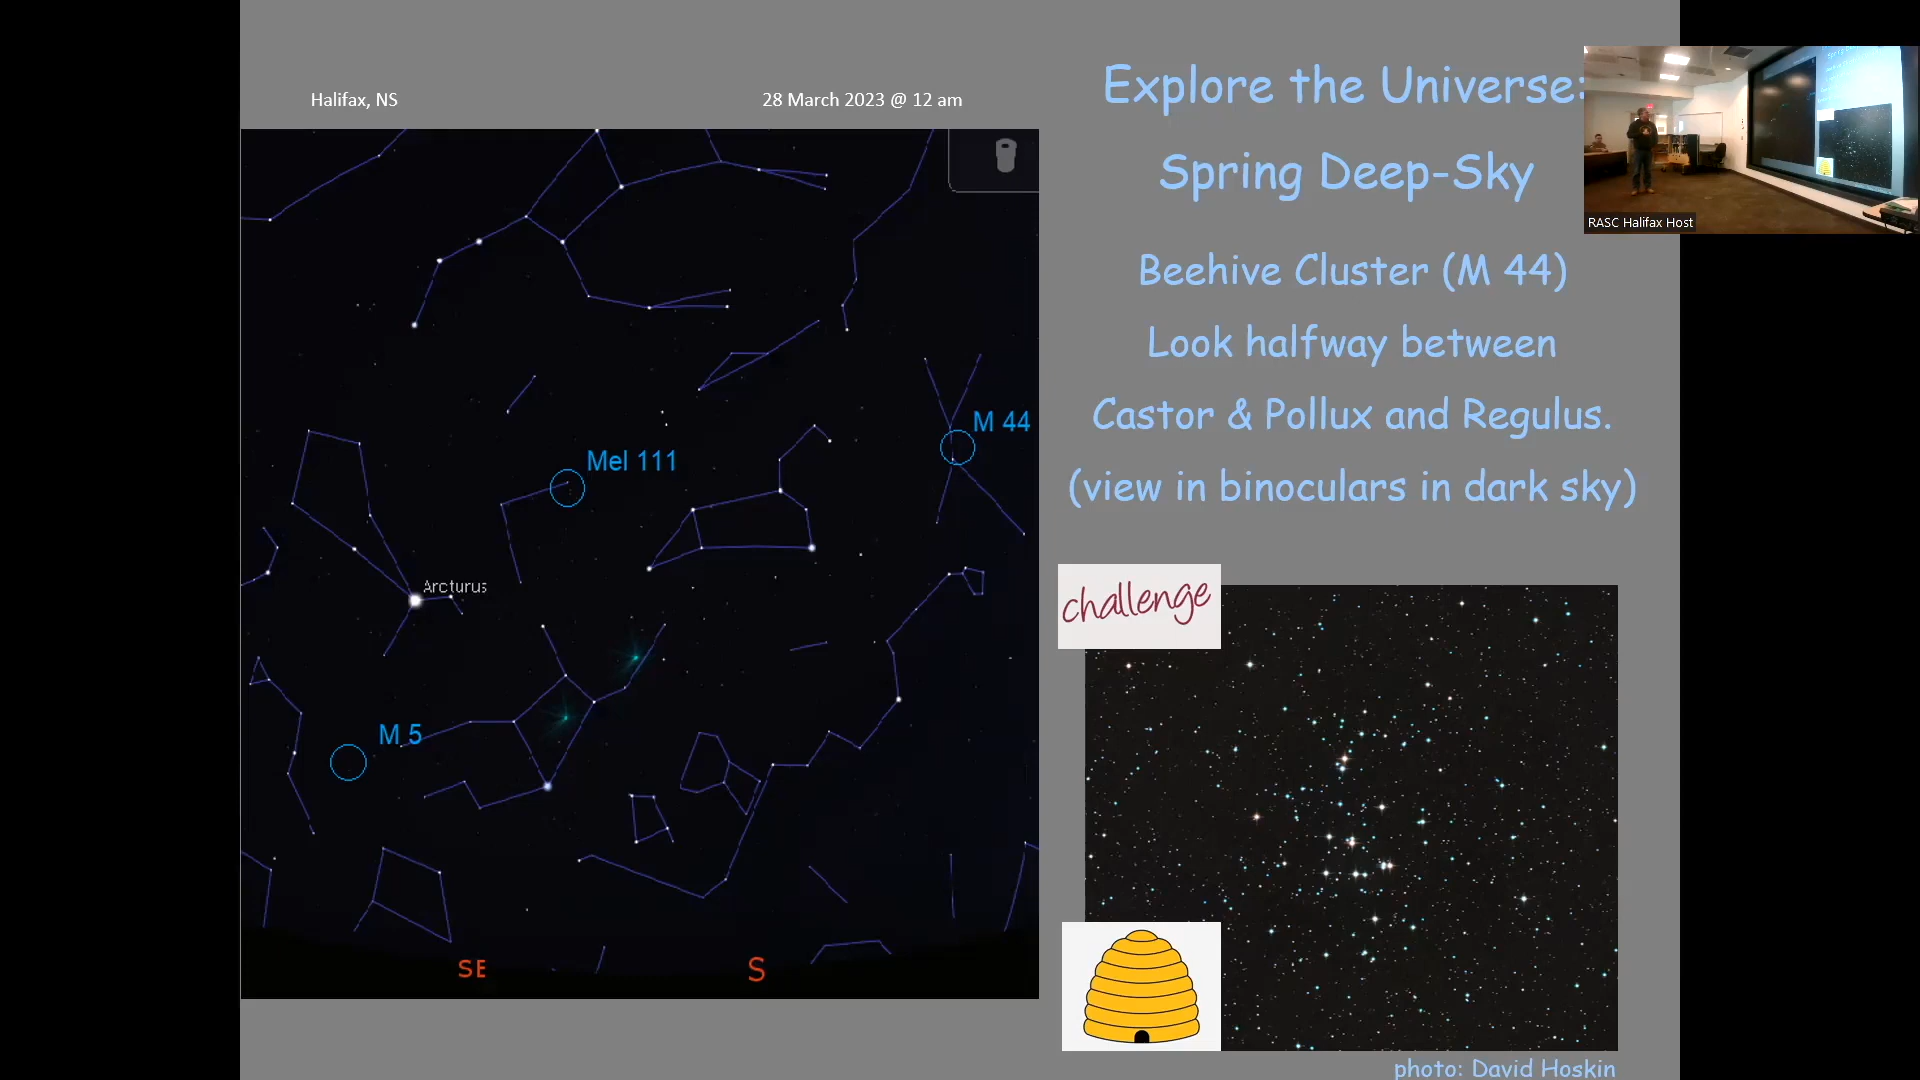 Halifax, NS
28 March 2023 @ 12 am
M 44
Mel 111
Arcturus
M 5
SE
S
Explore the Universe:
Spring Deep-Sky
Beehive Cluster (M 44)
Look halfway between
Castor & Pollux and Regulus.
(view in binoculars in dark sky)
challenge
photo: David Hoskin
RASC Halifax Host